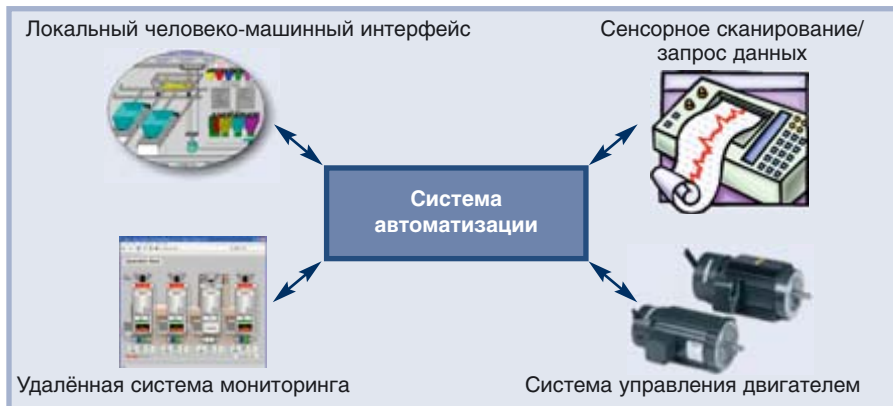 Локальный человеко-машинный интерфейс
Сенсорное сканирование/
запрос данных
Система
автоматизации
Удалённая система мониторинга
Система управления двигателем